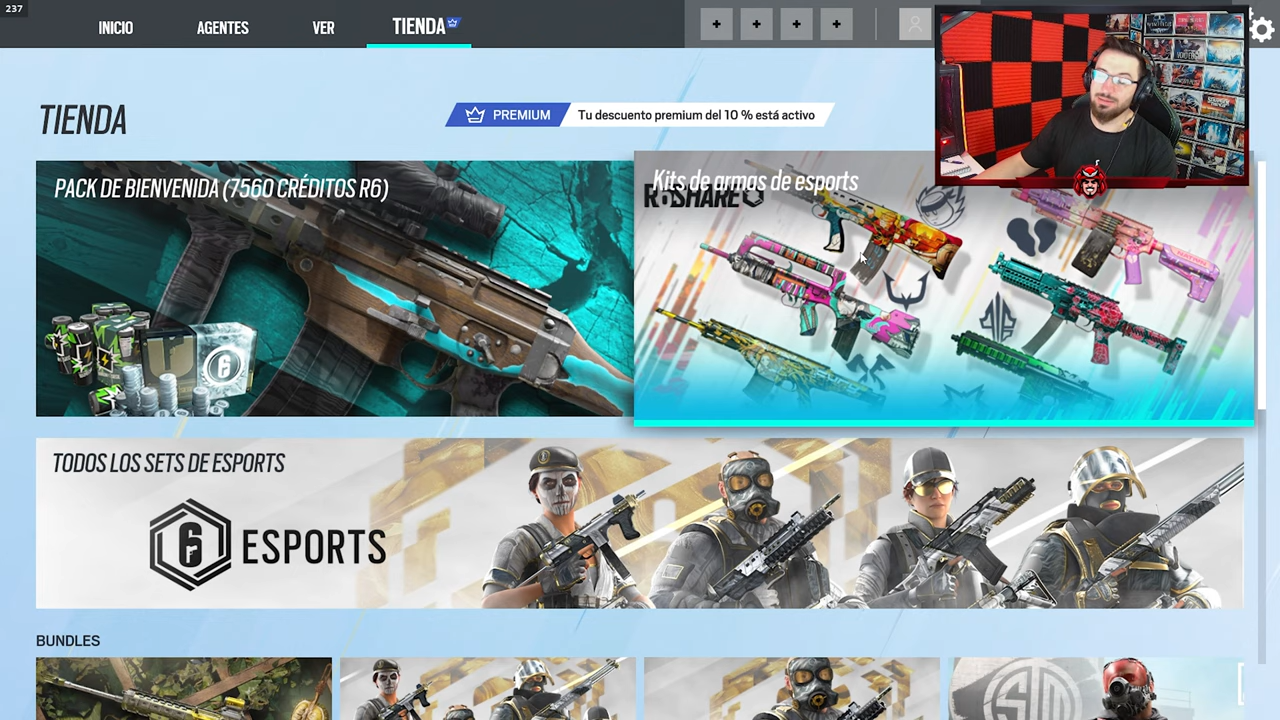 237
INICIO
AGENTES
VER
TIENDA
TIENDA
PREMIUM
Tu descuento premium del 10 % está activo
PACK DE BIENVENIDA (7560 CRÉDITOS R6)
Kits de armas de esports
R6SHARE
TODOS LOS SETS DE ESPORTS
6 ESPORTS
BUNDLES